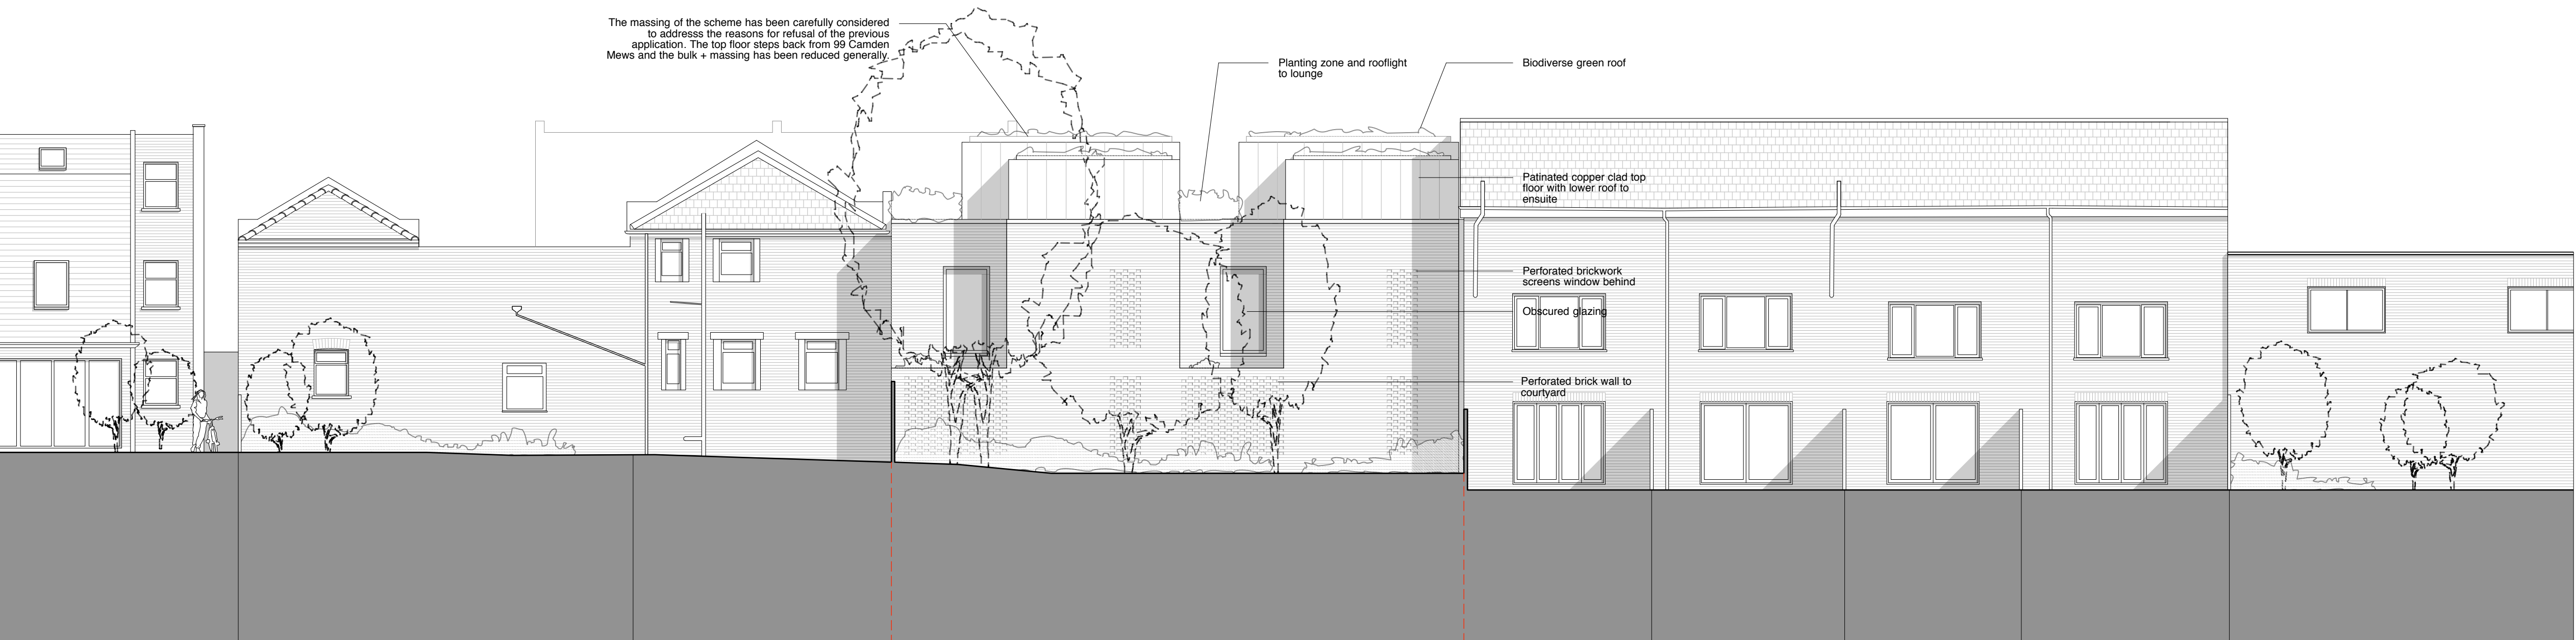 The massing of the scheme has been carefully considered
to addresss the reasons for refusal of the previous
application. The top floor steps back from 99 Camden
Mews and the bulk + massing has been reduced generally.
Planting zone and rooflight
to lounge
Biodiverse green roof
Patinated copper clad top
floor with lower roof to
ensuite
Perforated brickwork
screens window behind
Obscured glazing
Perforated brick wall to
courtyard